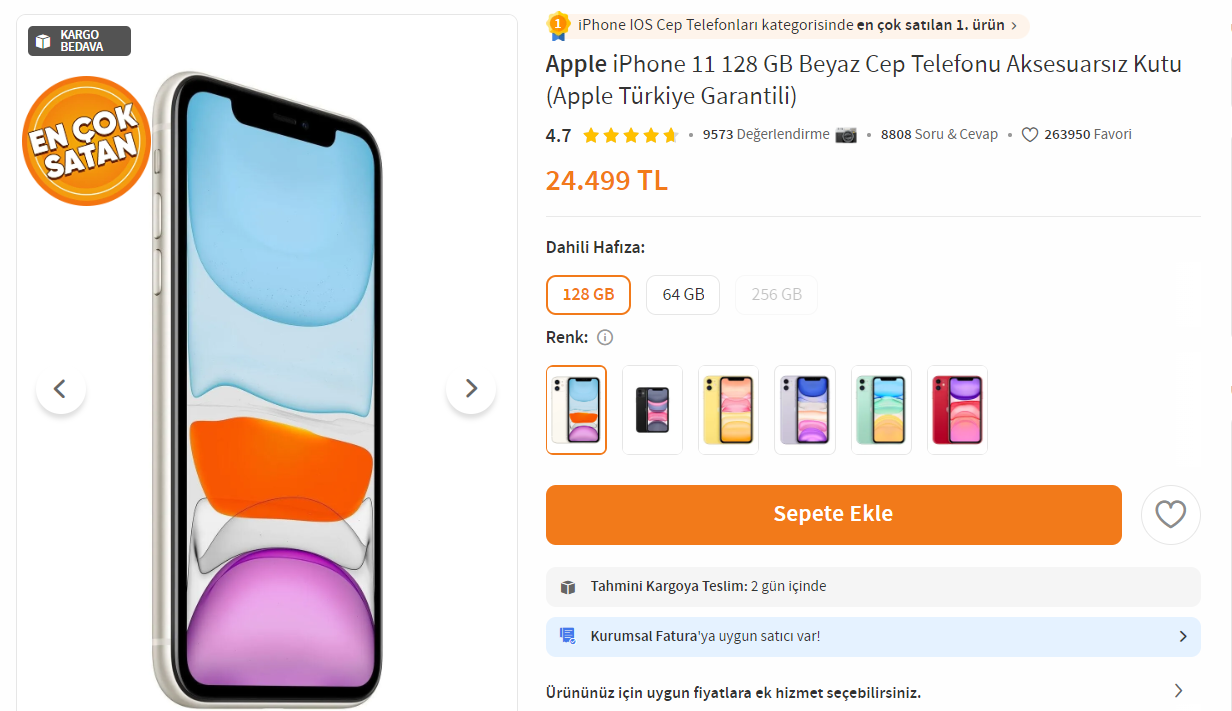 KARGO
BEDAVA
EN ÇOK
SATAN
1 iPhone IOS Cep Telefonları kategorisinde en çok satılan 1. ürün
Apple iPhone 11 128 GB Beyaz Cep Telefonu Aksesuarsız Kutu
(Apple Türkiye Garantili)
4.7 • 9573 Değerlendirme • 8808 Soru & Cevap • 263950 Favori
24.499 TL
Dahili Hafıza:
128 GB 64 GB 256 GB
Renk:
Sepete Ekle
Tahmini Kargoya Teslim: 2 gün içinde
Kurumsal Fatura'ya uygun satıcı var!
Ürününüz için uygun fiyatlara ek hizmet seçebilirsiniz.